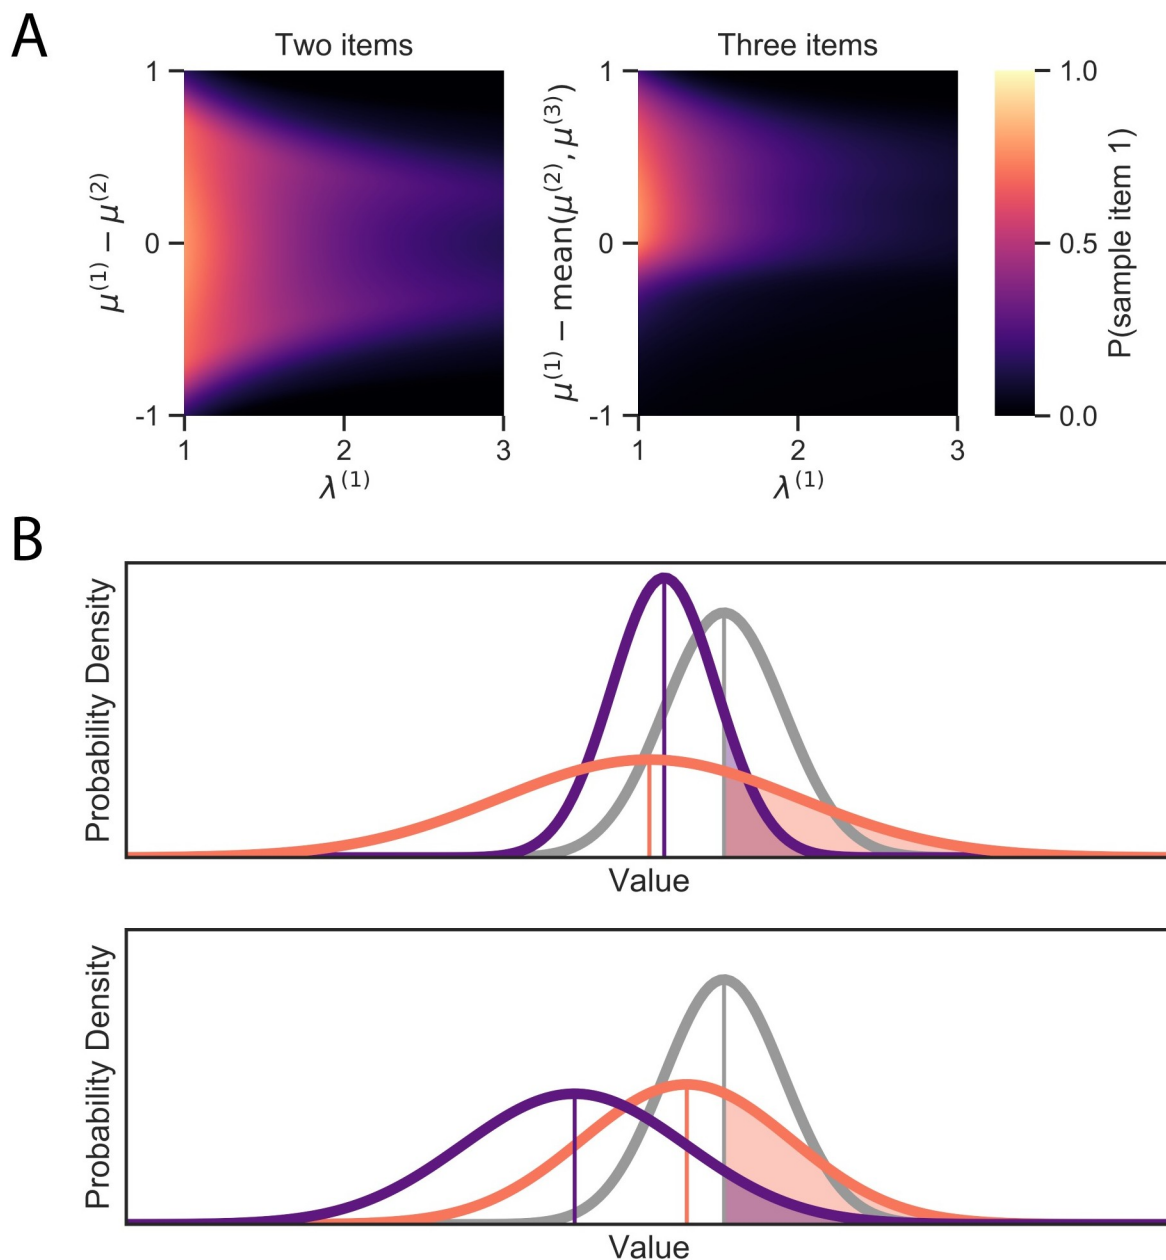 A
Two items
Three items
1
0
-1
μ⁽¹⁾ − μ⁽²⁾
1
2
3
λ⁽¹⁾
1
0
-1
μ⁽¹⁾ − mean(μ⁽²⁾, μ⁽³⁾)
1
2
3
λ⁽¹⁾
1.0
0.5
0.0
P(sample item 1)
B
Probability Density
Value
Probability Density
Value